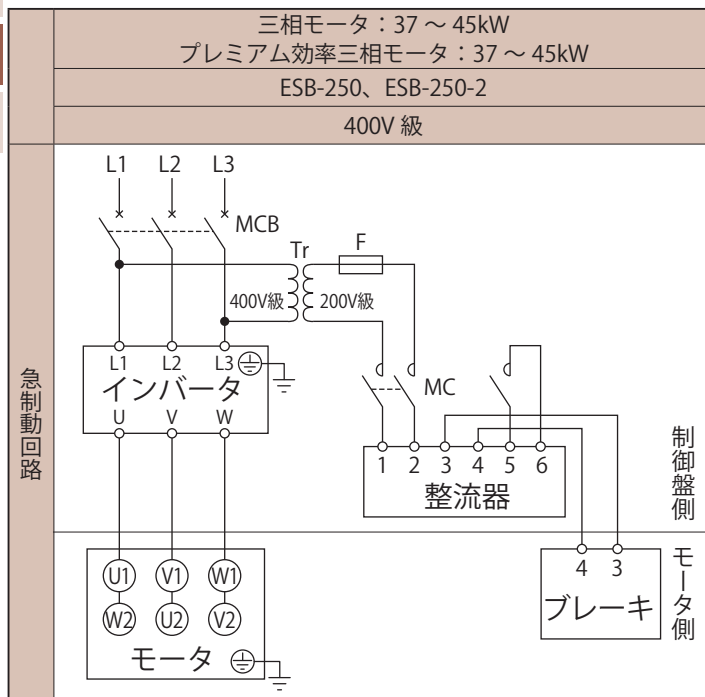 三相モータ：37 ～ 45kW
プレミアム効率三相モータ：37 ～ 45kW
ESB-250、ESB-250-2
400V 級
急制動回路
L1 L2 L3
MCB
Tr F
400V級 200V級
L1 L2 L3
インバータ
U V W
MC
1 2 3 4 5 6
整流器
制御盤側
モータ側
U1 V1 W1
W2 U2 V2
モータ
4 3
ブレーキ